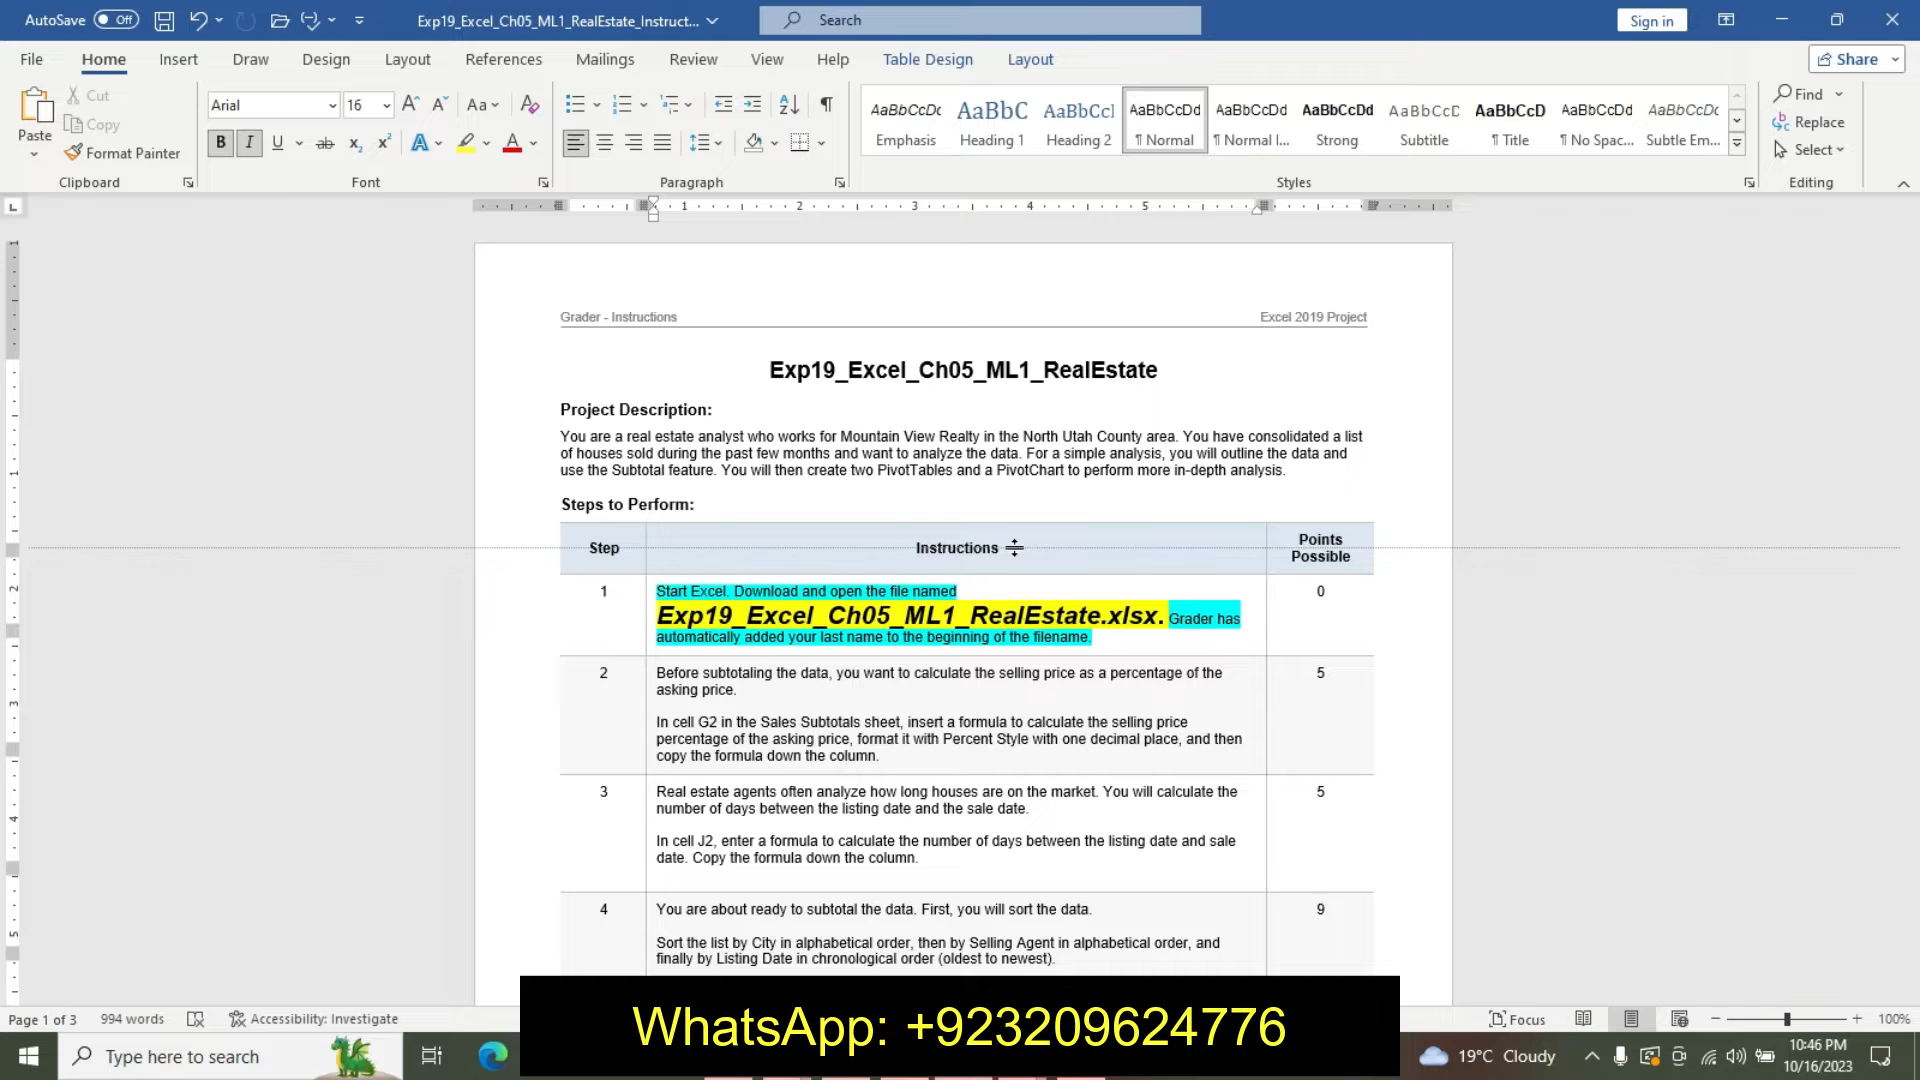 AutoSave Off Exp19_Excel_Ch05_ML1_RealEstate_Instruct... Search Sign in
File Home Insert Draw Design Layout References Mailings Review View Help Table Design Layout Share
Paste Cut Copy Format Painter
Arial 16 Aa
B I U ab x₂ x² A A
AaBbCcDc AaBbC AaBbCcl AaBbCcDd AaBbCcDd AaBbCcDd AaBbCcD AaBbCcD AaBbCcDd AaBbCcDc
Emphasis Heading 1 Heading 2 ¶ Normal ¶ Normal I... Strong Subtitle ¶ Title ¶ No Spac... Subtle Em...
Find
Replace
Select
Clipboard Font Paragraph Styles Editing
1 2 3 4 5
Grader - Instructions Excel 2019 Project
Exp19_Excel_Ch05_ML1_RealEstate
Project Description:
You are a real estate analyst who works for Mountain View Realty in the North Utah County area. You have consolidated a list
of houses sold during the past few months and want to analyze the data. For a simple analysis, you will outline the data and
use the Subtotal feature. You will then create two PivotTables and a PivotChart to perform more in-depth analysis.
Steps to Perform:
Step Instructions Points Possible
1 Start Excel. Download and open the file named 0
Exp19_Excel_Ch05_ML1_RealEstate.xlsx. Grader has
automatically added your last name to the beginning of the filename.
2 Before subtotaling the data, you want to calculate the selling price as a percentage of the 5
asking price.
In cell G2 in the Sales Subtotals sheet, insert a formula to calculate the selling price
percentage of the asking price, format it with Percent Style with one decimal place, and then
copy the formula down the column.
3 Real estate agents often analyze how long houses are on the market. You will calculate the 5
number of days between the listing date and the sale date.
In cell J2, enter a formula to calculate the number of days between the listing date and sale
date. Copy the formula down the column.
4 You are about ready to subtotal the data. First, you will sort the data. 9
Sort the list by City in alphabetical order, then by Selling Agent in alphabetical order, and
finally by Listing Date in chronological order (oldest to newest).
WhatsApp: +923209624776
Page 1 of 3 994 words Accessibility: Investigate Focus 100%
Type here to search 19°C Cloudy 10:46 PM
10/16/2023